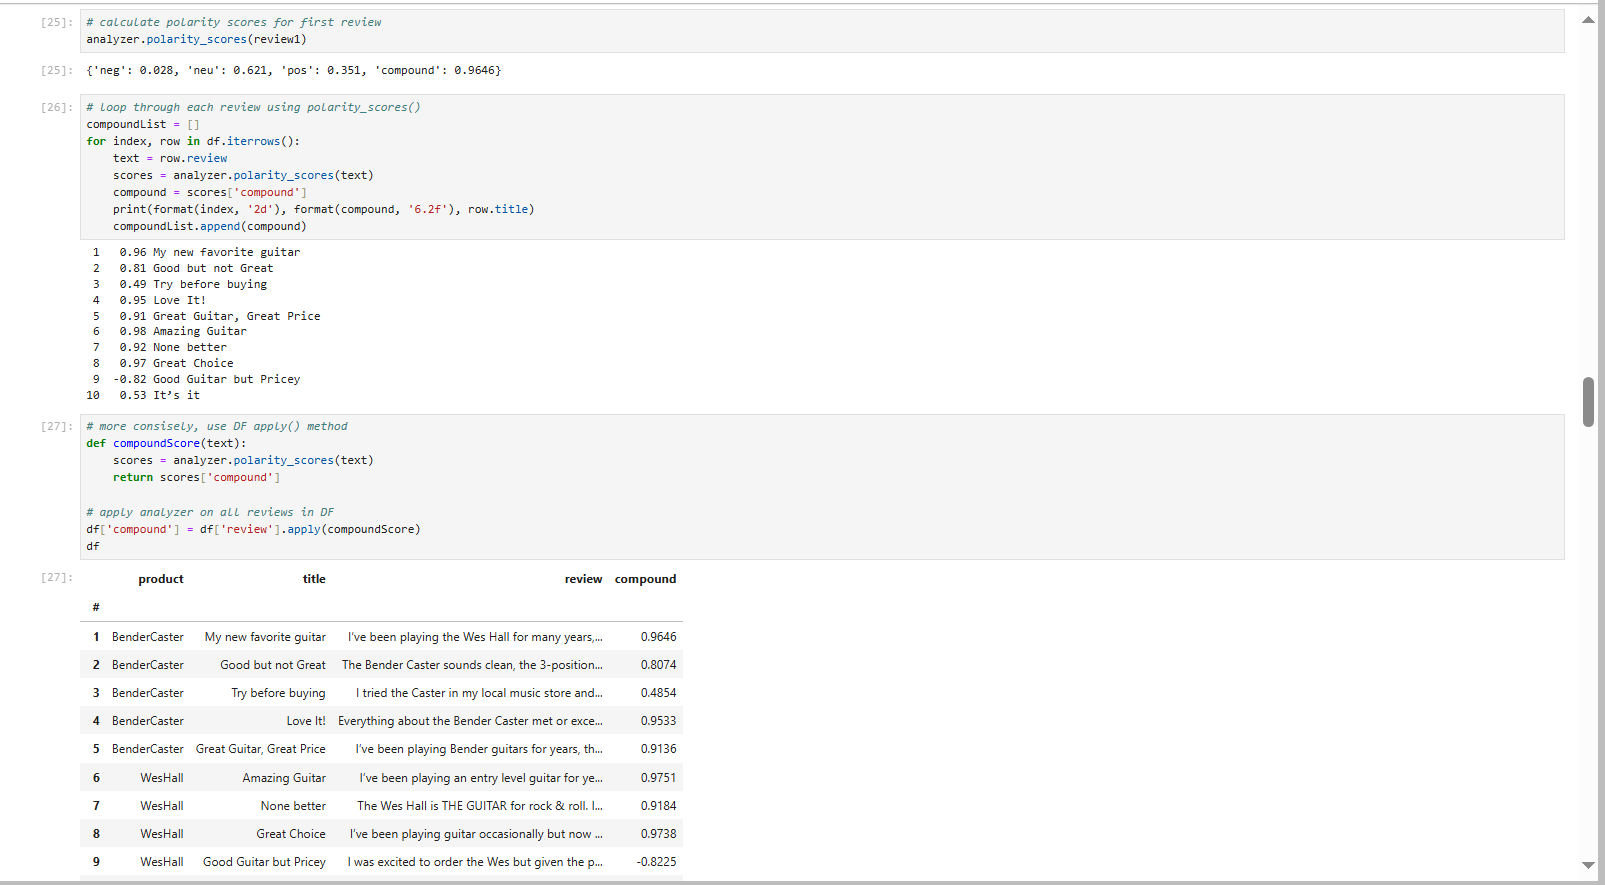 [25]: # calculate polarity scores for first review
analyzer.polarity_scores(review1)
[25]: {'neg': 0.028, 'neu': 0.621, 'pos': 0.351, 'compound': 0.9646}
[26]: # loop through each review using polarity_scores()
compoundList = []
for index, row in df.iterrows():
    text = row.review
    scores = analyzer.polarity_scores(text)
    compound = scores['compound']
    print(format(index, '2d'), format(compound, '6.2f'), row.title)
    compoundList.append(compound)
1 0.96 My new favorite guitar
2 0.81 Good but not Great
3 0.49 Try before buying
4 0.95 Love It!
5 0.91 Great Guitar, Great Price
6 0.98 Amazing Guitar
7 0.92 None better
8 0.97 Great Choice
9 -0.82 Good Guitar but Pricey
10 0.53 It’s it
[27]: # more consisely, use DF apply() method
def compoundScore(text):
    scores = analyzer.polarity_scores(text)
    return scores['compound']
# apply analyzer on all reviews in DF
df['compound'] = df['review'].apply(compoundScore)
df
[27]: product title review compound
#
1 BenderCaster My new favorite guitar I’ve been playing the Wes Hall for many years,... 0.9646
2 BenderCaster Good but not Great The Bender Caster sounds clean, the 3-position... 0.8074
3 BenderCaster Try before buying I tried the Caster in my local music store and... 0.4854
4 BenderCaster Love It! Everything about the Bender Caster met or exce... 0.9533
5 BenderCaster Great Guitar, Great Price I’ve been playing Bender guitars for years, th... 0.9136
6 WesHall Amazing Guitar I’ve been playing an entry level guitar for ye... 0.9751
7 WesHall None better The Wes Hall is THE GUITAR for rock & roll. I... 0.9184
8 WesHall Great Choice I’ve been playing guitar occasionally but now ... 0.9738
9 WesHall Good Guitar but Pricey I was excited to order the Wes but given the p... -0.8225